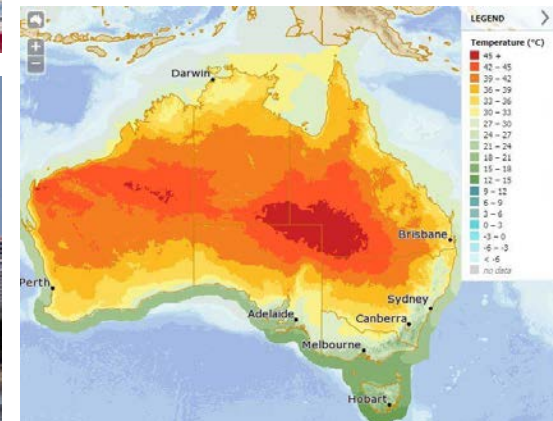 LEGEND
Temperature (°C)
45 +
42 – 45
39 – 42
36 – 39
33 – 36
30 – 33
27 – 30
24 – 27
21 – 24
18 – 21
15 – 18
12 – 15
9 – 12
6 – 9
3 – 6
0 – 3
-3 – 0
-6 – -3
< -6
no data
Darwin
Brisbane
Perth
Sydney
Adelaide
Canberra
Melbourne
Hobart